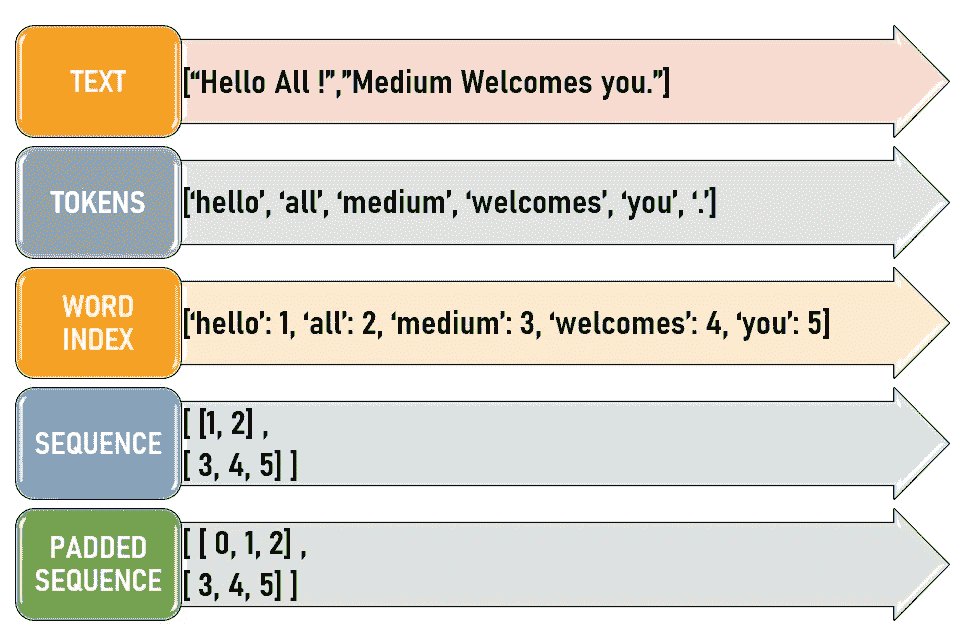 TEXT
[“Hello All !”,”Medium Welcomes you.”]
TOKENS
[‘hello’, ‘all’, ‘medium’, ‘welcomes’, ‘you’, ‘.’]
WORD
INDEX
[‘hello’: 1, ‘all’: 2, ‘medium’: 3, ‘welcomes’: 4, ‘you’: 5]
SEQUENCE
[ [1, 2] ,
[ 3, 4, 5] ]
PADDED
SEQUENCE
[ [ 0, 1, 2] ,
[ 3, 4, 5] ]